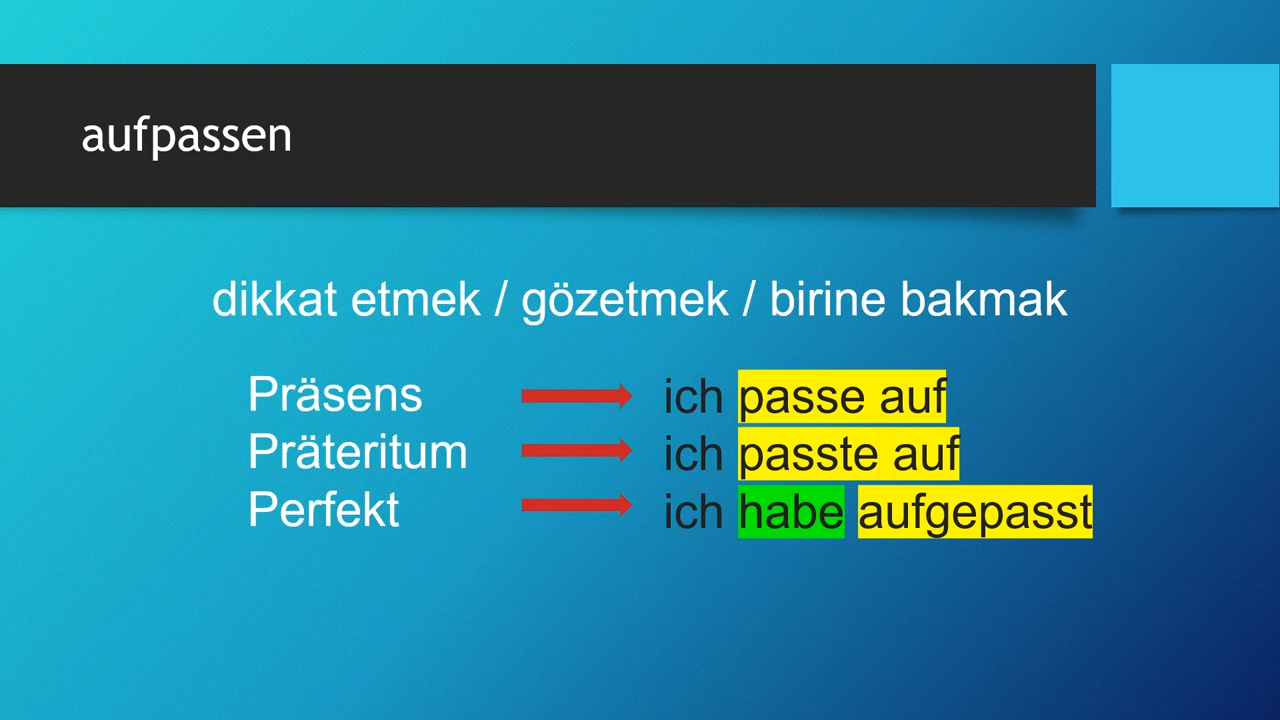 aufpassen
dikkat etmek / gözetmek / birine bakmak
Präsens ich passe auf
Präteritum ich passte auf
Perfekt ich habe aufgepasst